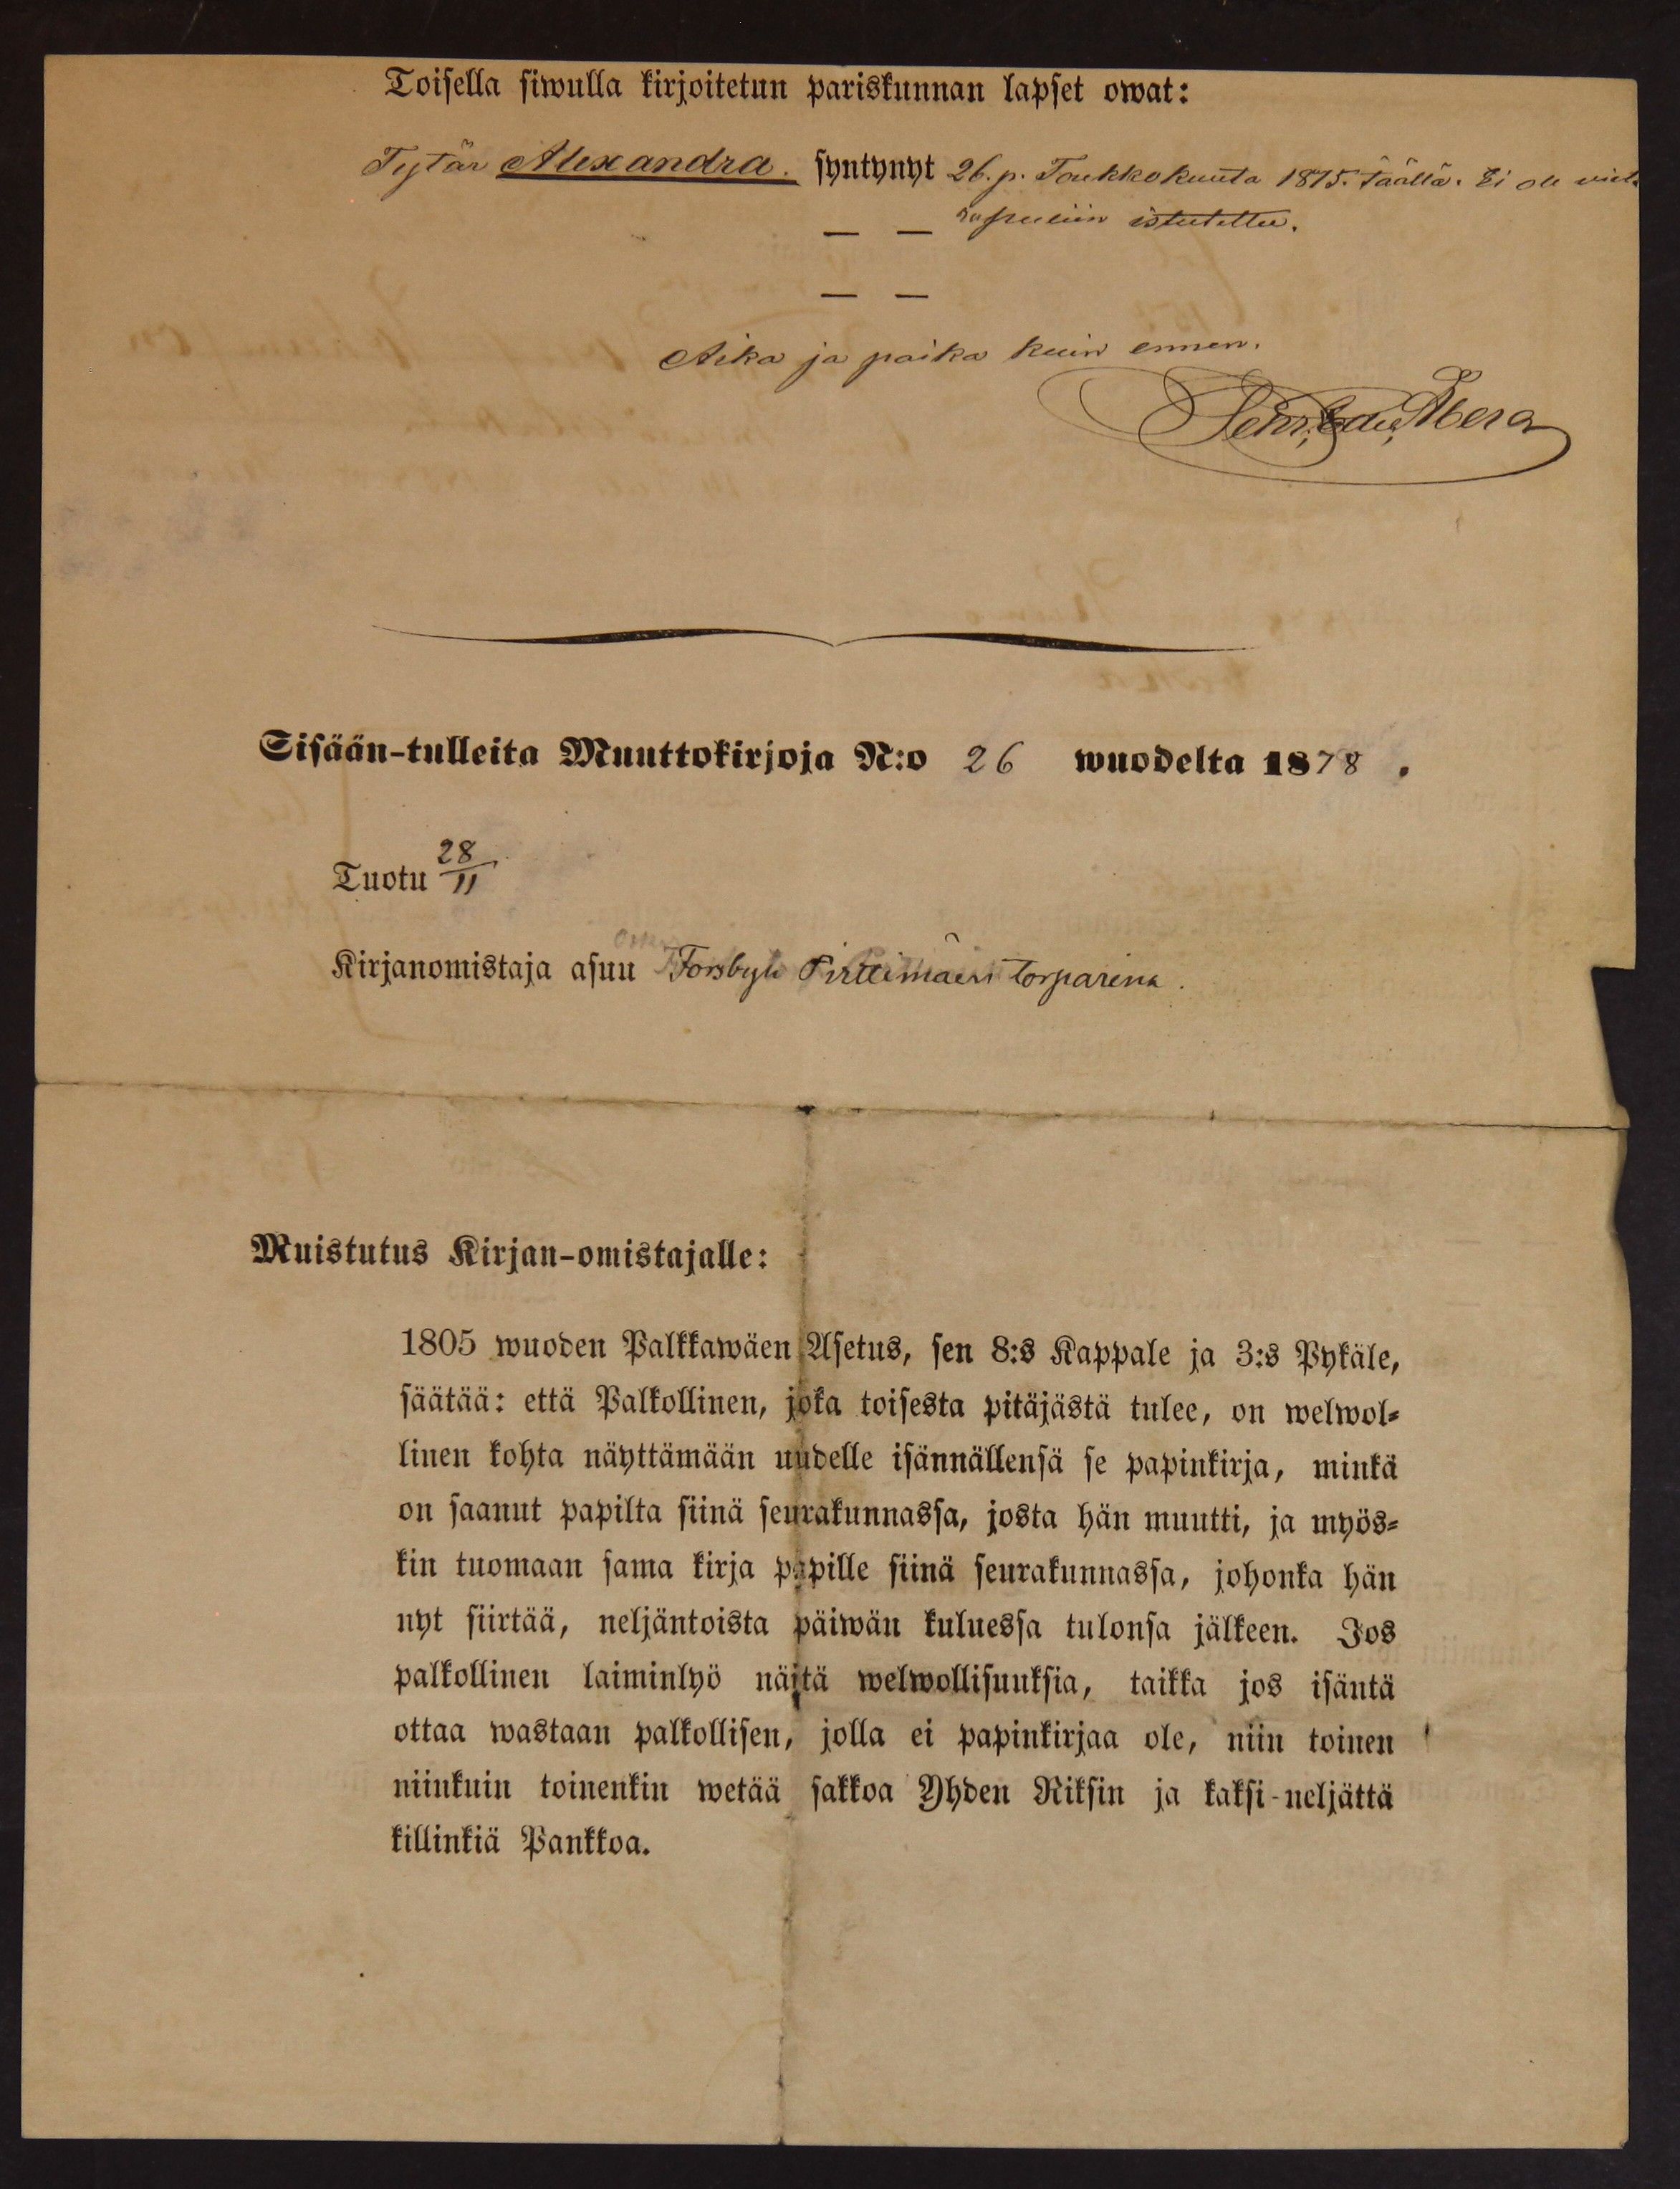 Toisella siwulla kirjoitetun pariskunnan lapset owat:
Tytär Alexandra. syntynyt 26. p. Toukkokuuta 1875. täällä. Ei ole viel.
— — istutettu.
— —
Aika ja paika kuin ennen.
Sisään-tulleita Muuttokirjoja N:o 26 wuodelta 1878.
Tuotu 28/11
Kirjanomistaja asuu Forsbyli Pirttimäen torparina.
Muistutus Kirjan-omistajalle:
1805 wuoden Palkkawäen Asetus, sen 8:s Kappale ja 3:s Pykäle,
säätää: että Palkollinen, joka toisesta pitäjästä tulee, on welwol-
linen kohta näyttämään uudelle isännällensä se papinkirja, minkä
on saanut papilta siinä seurakunnassa, josta hän muutti, ja myös-
kin tuomaan sama kirja papille siinä seurakunnassa, johonka hän
nyt siirtää, neljäntoista päiwän kuluessa tulonsa jälkeen. Jos
palkollinen laiminlyö näitä welwollisuuksia, taikka jos isäntä
ottaa wastaan palkollisen, jolla ei papinkirjaa ole, niin toinen
niinkuin toinenkin wetää sakkoa Yhden Riksin ja kaksi-neljättä
killinkiä Pankkoa.